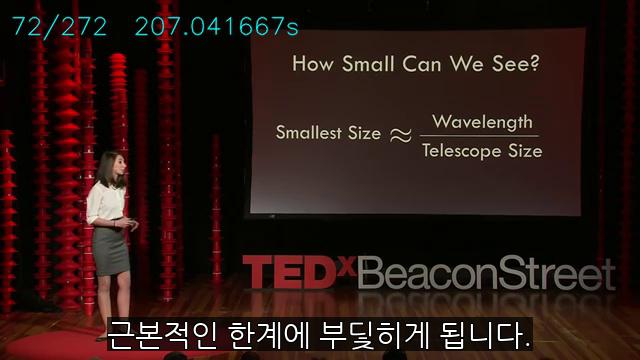 72/272 207.041667s
How Small Can We See?
Smallest Size ≈ Wavelength
Telescope Size
TEDxBeaconStreet
근본적인 한계에 부딪히게 됩니다.